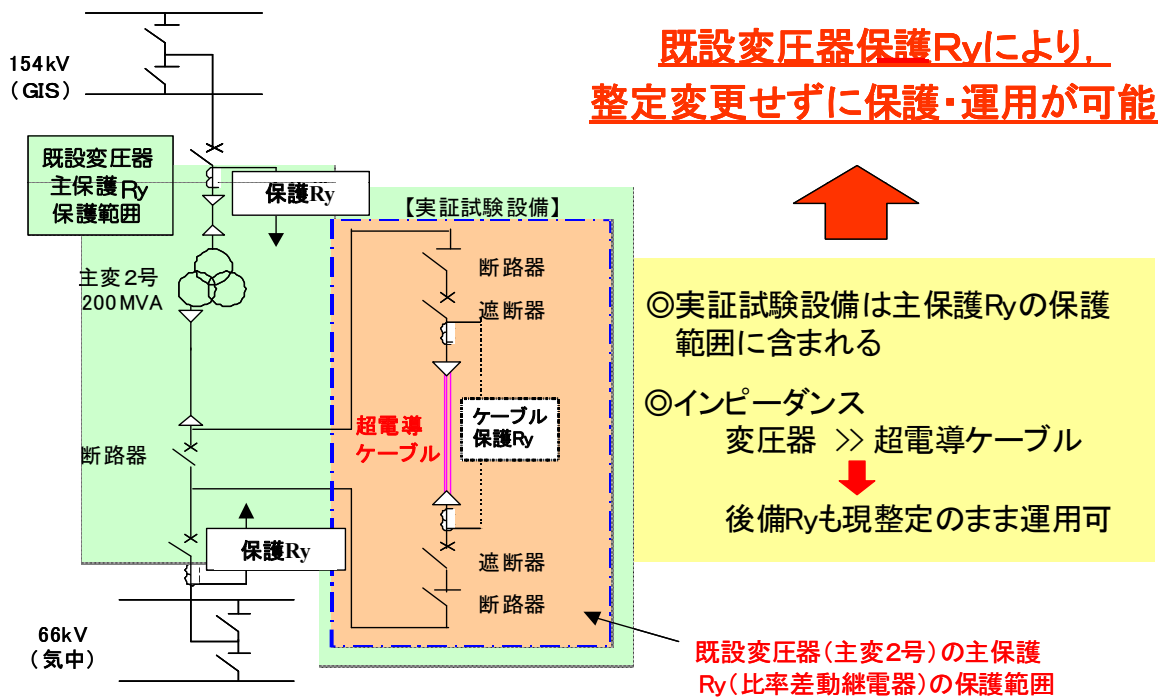 既設変圧器保護Ryにより，
整定変更せずに保護・運用が可能
154kV
（GIS）
既設変圧器
主保護Ry
保護範囲
保護Ry
【実証試験設備】
主変2号
200MVA
断路器
遮断器
超電導
ケーブル
ケーブル
保護Ry
断路器
保護Ry
遮断器
断路器
66kV
（気中）
◎実証試験設備は主保護Ryの保護
範囲に含まれる
◎インピーダンス
変圧器 ≫ 超電導ケーブル
後備Ryも現整定のまま運用可
既設変圧器（主変2号）の主保護
Ry（比率差動継電器）の保護範囲